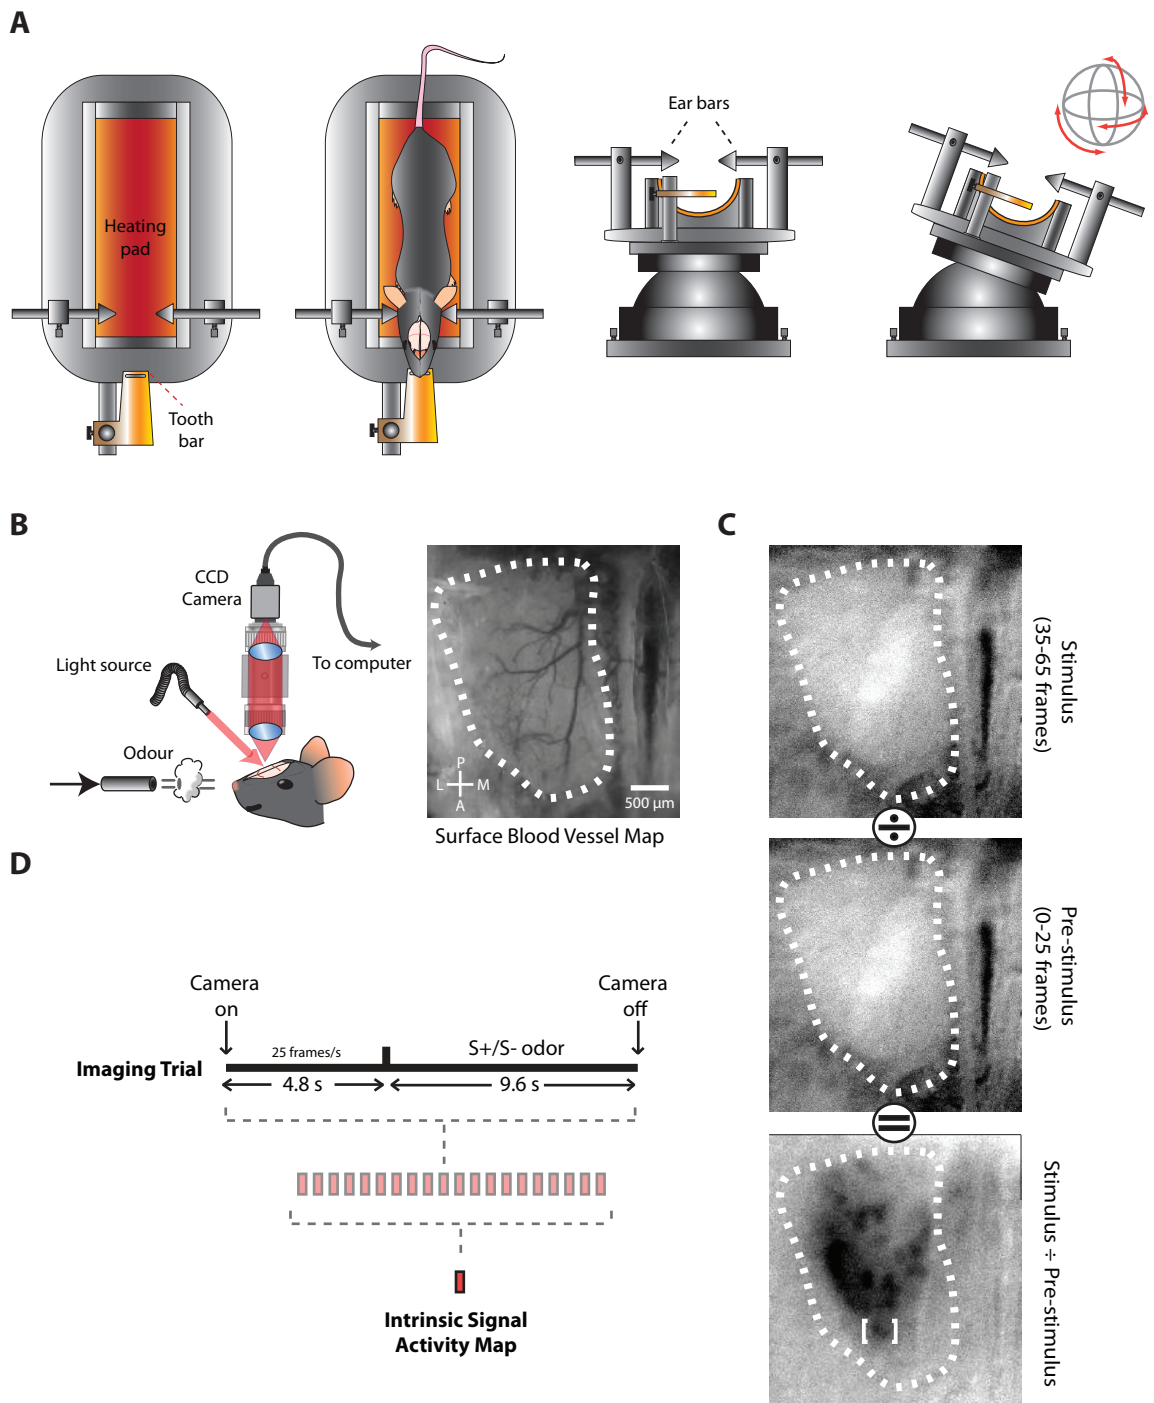 A
Heating
pad
Tooth
bar
Ear bars
B
CCD
Camera
Light source
To computer
Odour
P
L
M
A
500 µm
Surface Blood Vessel Map
C
Stimulus
(35-65 frames)
Pre-stimulus
(0-25 frames)
Stimulus ÷ Pre-stimulus
D
Camera
on
Camera
off
25 frames/s
S+/S- odor
Imaging Trial
4.8 s
9.6 s
Intrinsic Signal
Activity Map